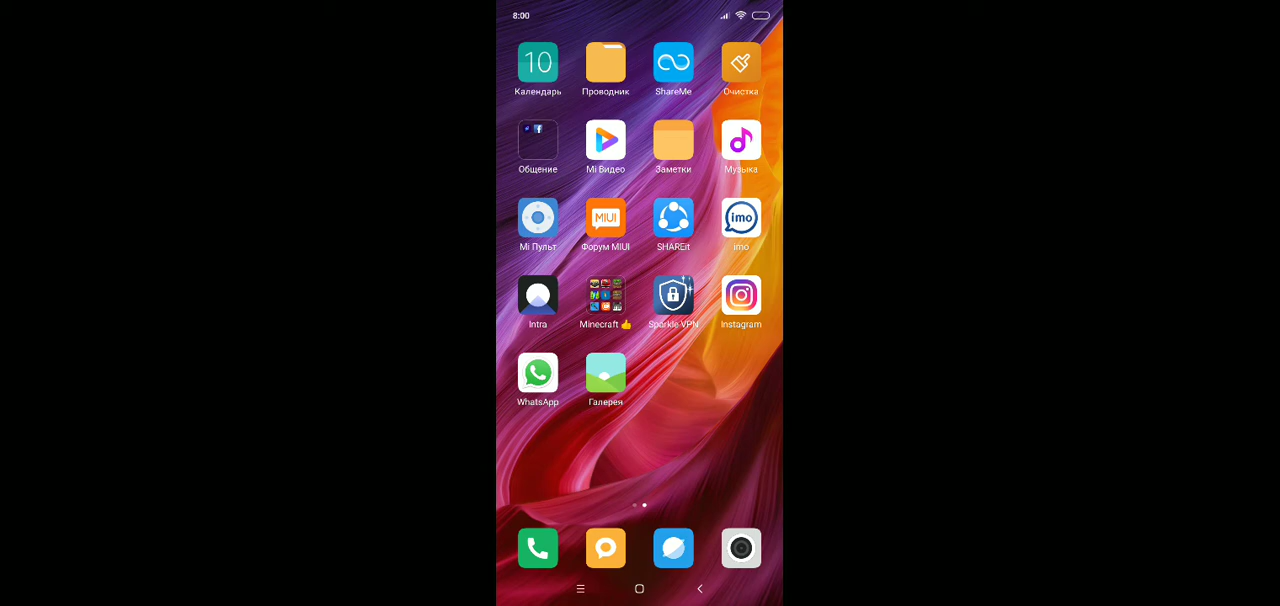 8:00
10
Календарь Проводник ShareMe Очистка
Общение Mi Видео Заметки Музыка
MIUI imo
Mi Пульт Форум MIUI SHAREit imo
Intra Minecraft 👍 Sparkle VPN Instagram
WhatsApp Галерея